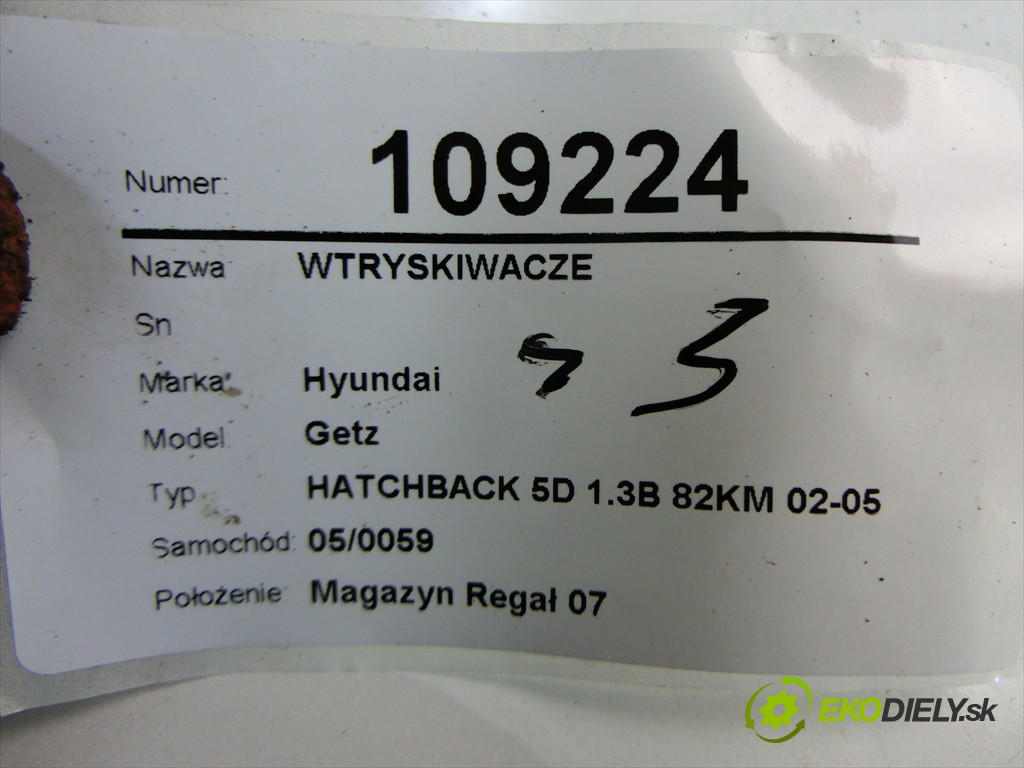 Numer: 109224
Nazwa WTRYSKIWACZE
Sn
Marka: Hyundai
Model Getz
Typ HATCHBACK 5D 1.3B 82KM 02-05
Samochód: 05/0059
Położenie: Magazyn Regał 07
EKODIELY.sk